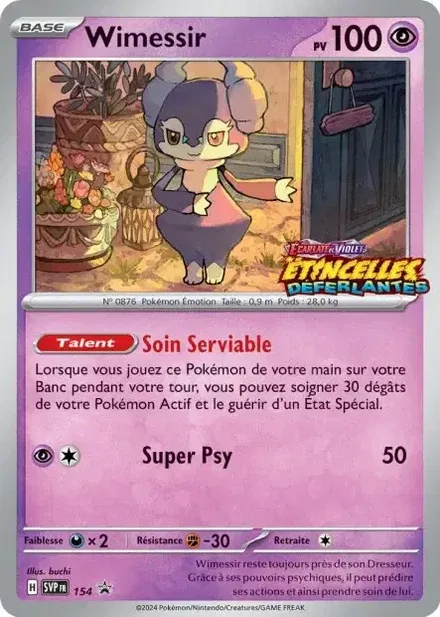 BASE
Wimessir
PV 100
ÉCARLATE ET VIOLET
ÉTINCELLES
DÉFERLANTES
N° 0876 Pokémon Émotion Taille : 0,9 m Poids : 28,0 kg
Talent Soin Serviable
Lorsque vous jouez ce Pokémon de votre main sur votre
Banc pendant votre tour, vous pouvez soigner 30 dégâts
de votre Pokémon Actif et le guérir d'un État Spécial.
Super Psy 50
Faiblesse ×2 Résistance -30 Retraite
Illus. buchi
H SVP FR 154
Wimessir reste toujours près de son Dresseur.
Grâce à ses pouvoirs psychiques, il peut prédire
ses actions et ainsi prendre soin de lui.
©2024 Pokémon/Nintendo/Creatures/GAME FREAK